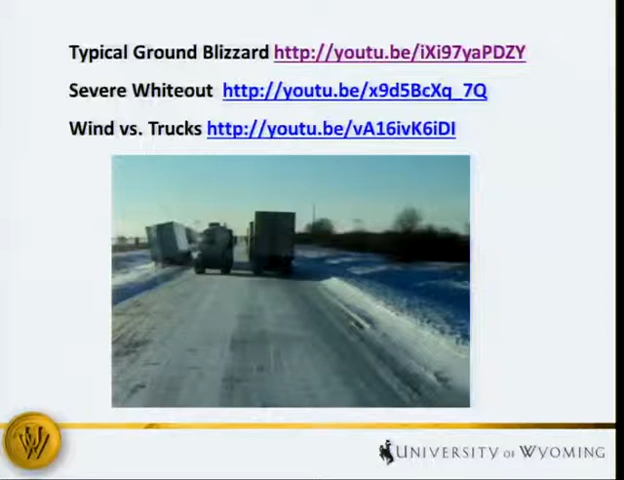 Typical Ground Blizzard http://youtu.be/iXi97yaPDZY
Severe Whiteout http://youtu.be/x9d5BcXq_7Q
Wind vs. Trucks http://youtu.be/vA16ivK6iDI
W
UNIVERSITY OF WYOMING